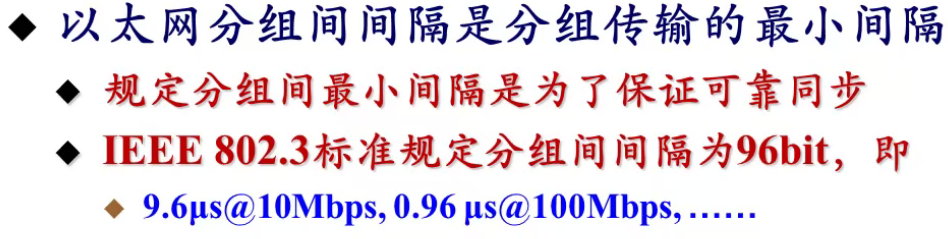 以太网分组间间隔是分组传输的最小间隔
规定分组间最小间隔是为了保证可靠同步
IEEE 802.3标准规定分组间间隔为96bit，即
9.6μs@10Mbps, 0.96 μs@100Mbps, ……